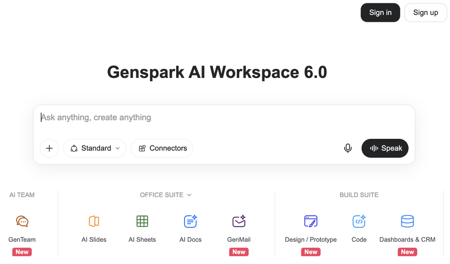 Sign in
Sign up
Genspark AI Workspace 6.0
Ask anything, create anything
Standard
Connectors
Speak
AI TEAM
OFFICE SUITE
BUILD SUITE
GenTeam
AI Slides
AI Sheets
AI Docs
GenMail
Design / Prototype
Code
Dashboards & CRM
New
New
New
New